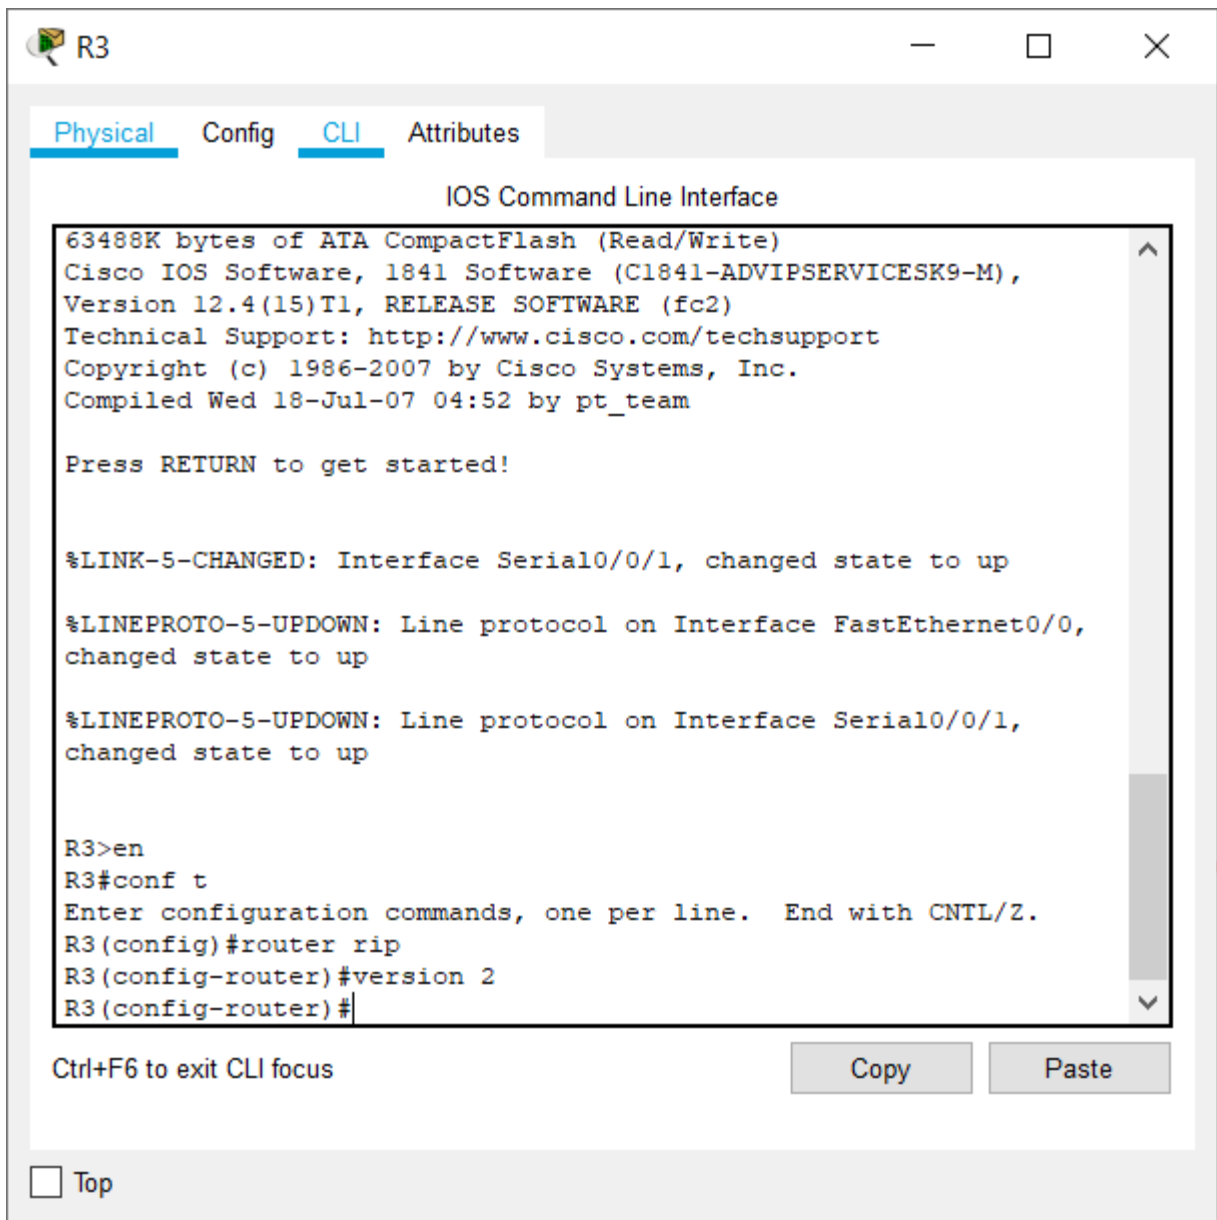 R3
Physical Config CLI Attributes
IOS Command Line Interface
63488K bytes of ATA CompactFlash (Read/Write)
Cisco IOS Software, 1841 Software (C1841-ADVIPSERVICESK9-M),
Version 12.4(15)T1, RELEASE SOFTWARE (fc2)
Technical Support: http://www.cisco.com/techsupport
Copyright (c) 1986-2007 by Cisco Systems, Inc.
Compiled Wed 18-Jul-07 04:52 by pt_team
Press RETURN to get started!
%LINK-5-CHANGED: Interface Serial0/0/1, changed state to up
%LINEPROTO-5-UPDOWN: Line protocol on Interface FastEthernet0/0,
changed state to up
%LINEPROTO-5-UPDOWN: Line protocol on Interface Serial0/0/1,
changed state to up
R3>en
R3#conf t
Enter configuration commands, one per line.  End with CNTL/Z.
R3(config)#router rip
R3(config-router)#version 2
R3(config-router)#
Ctrl+F6 to exit CLI focus
Copy Paste
Top